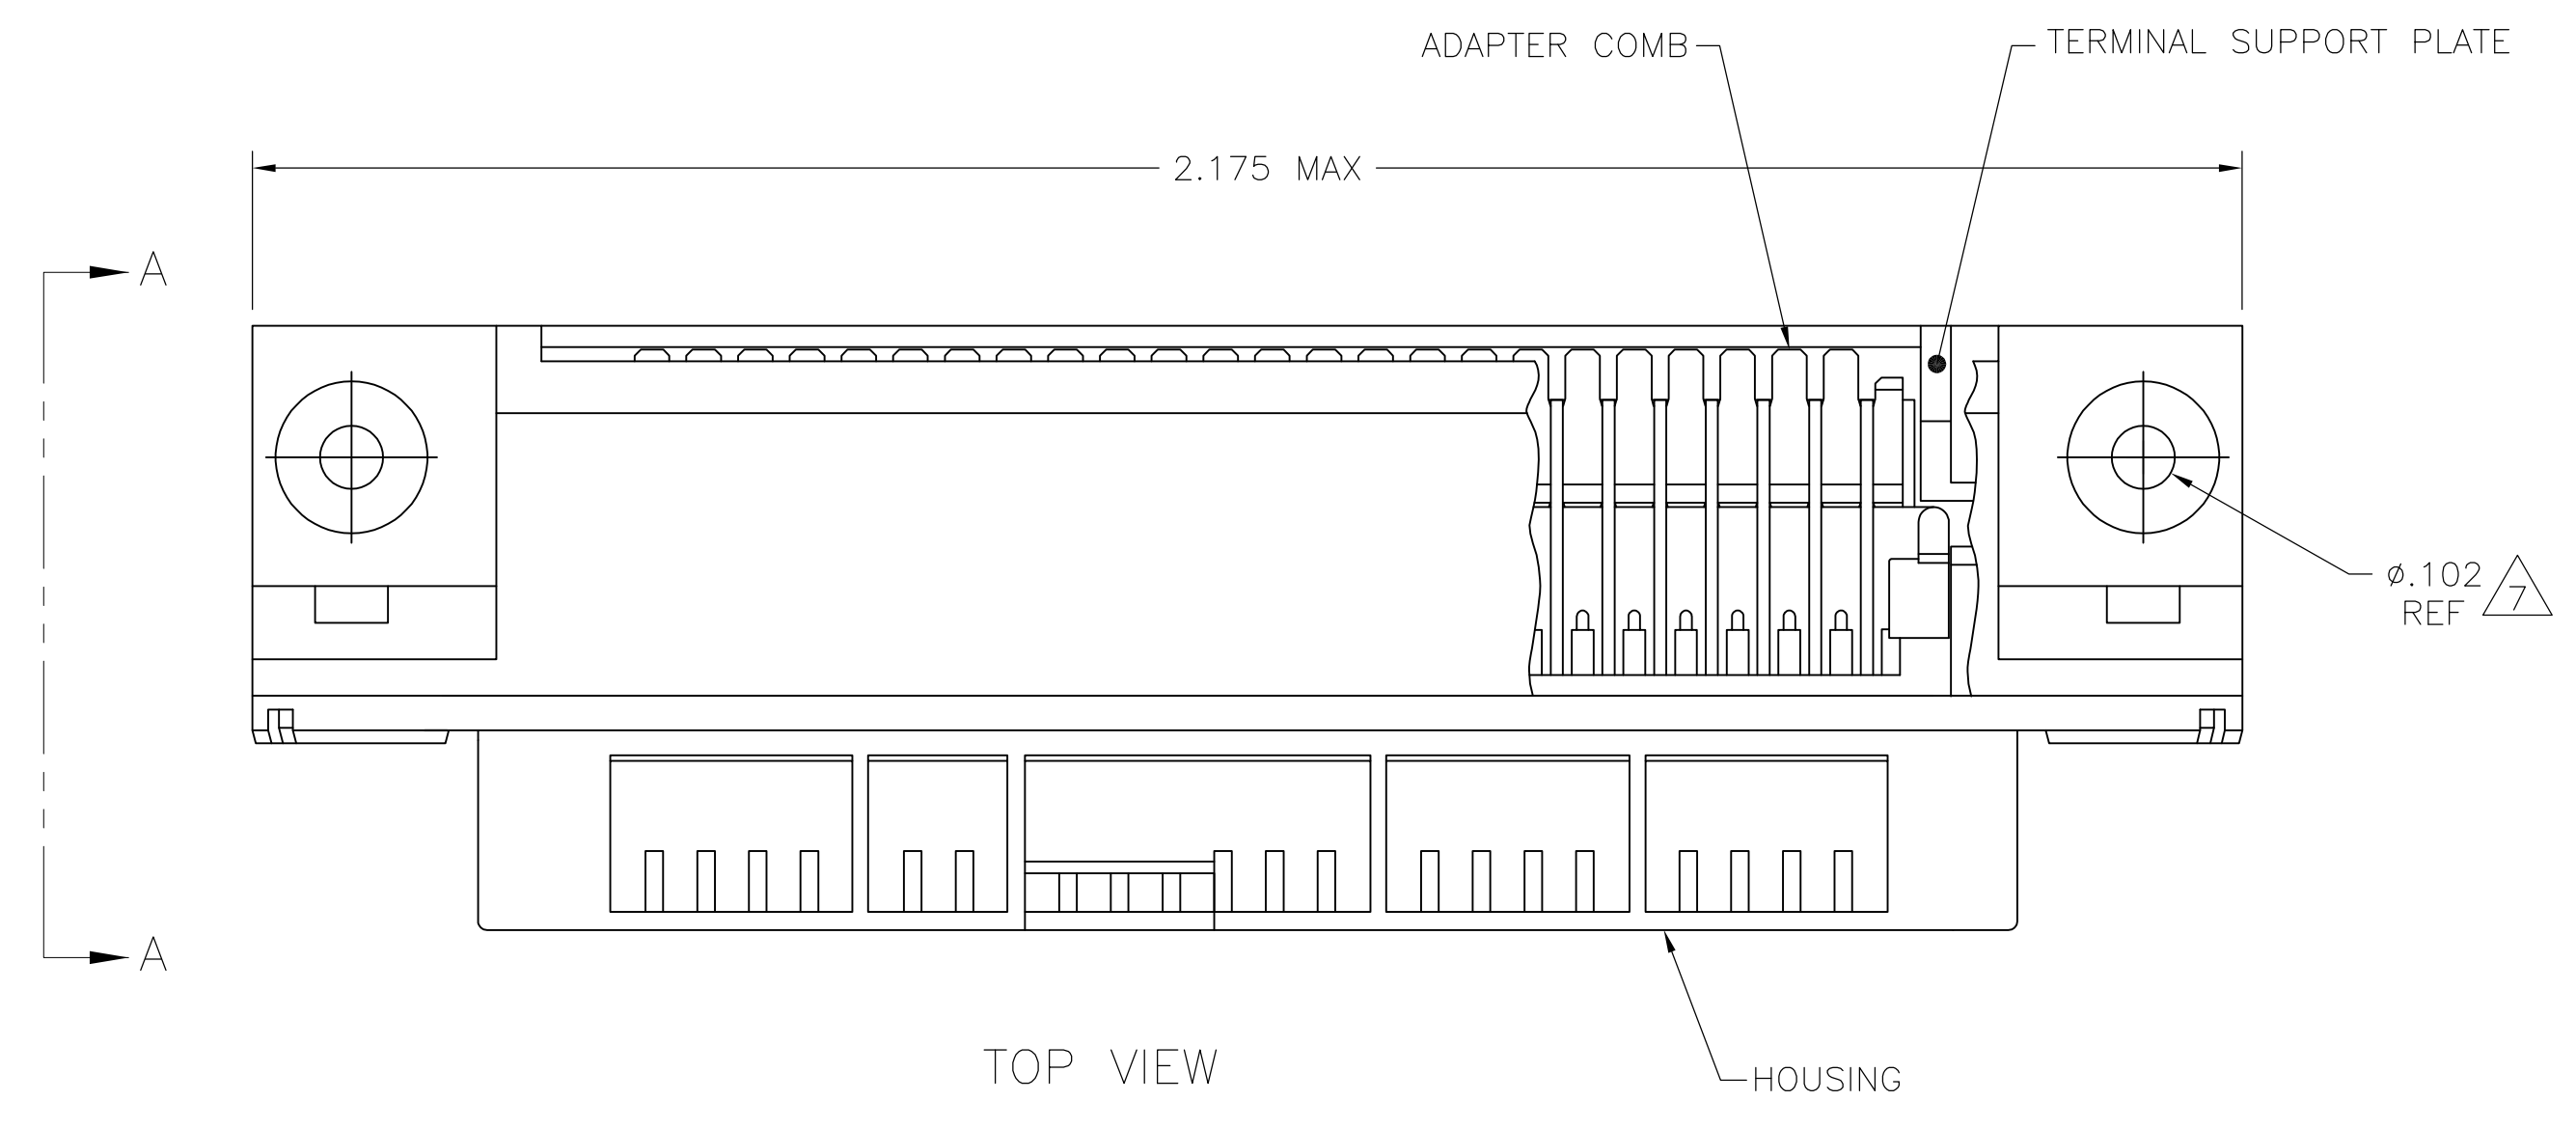 ADAPTER COMB
TERMINAL SUPPORT PLATE
2.175 MAX
A
ø.102
REF
7
A
TOP VIEW
HOUSING